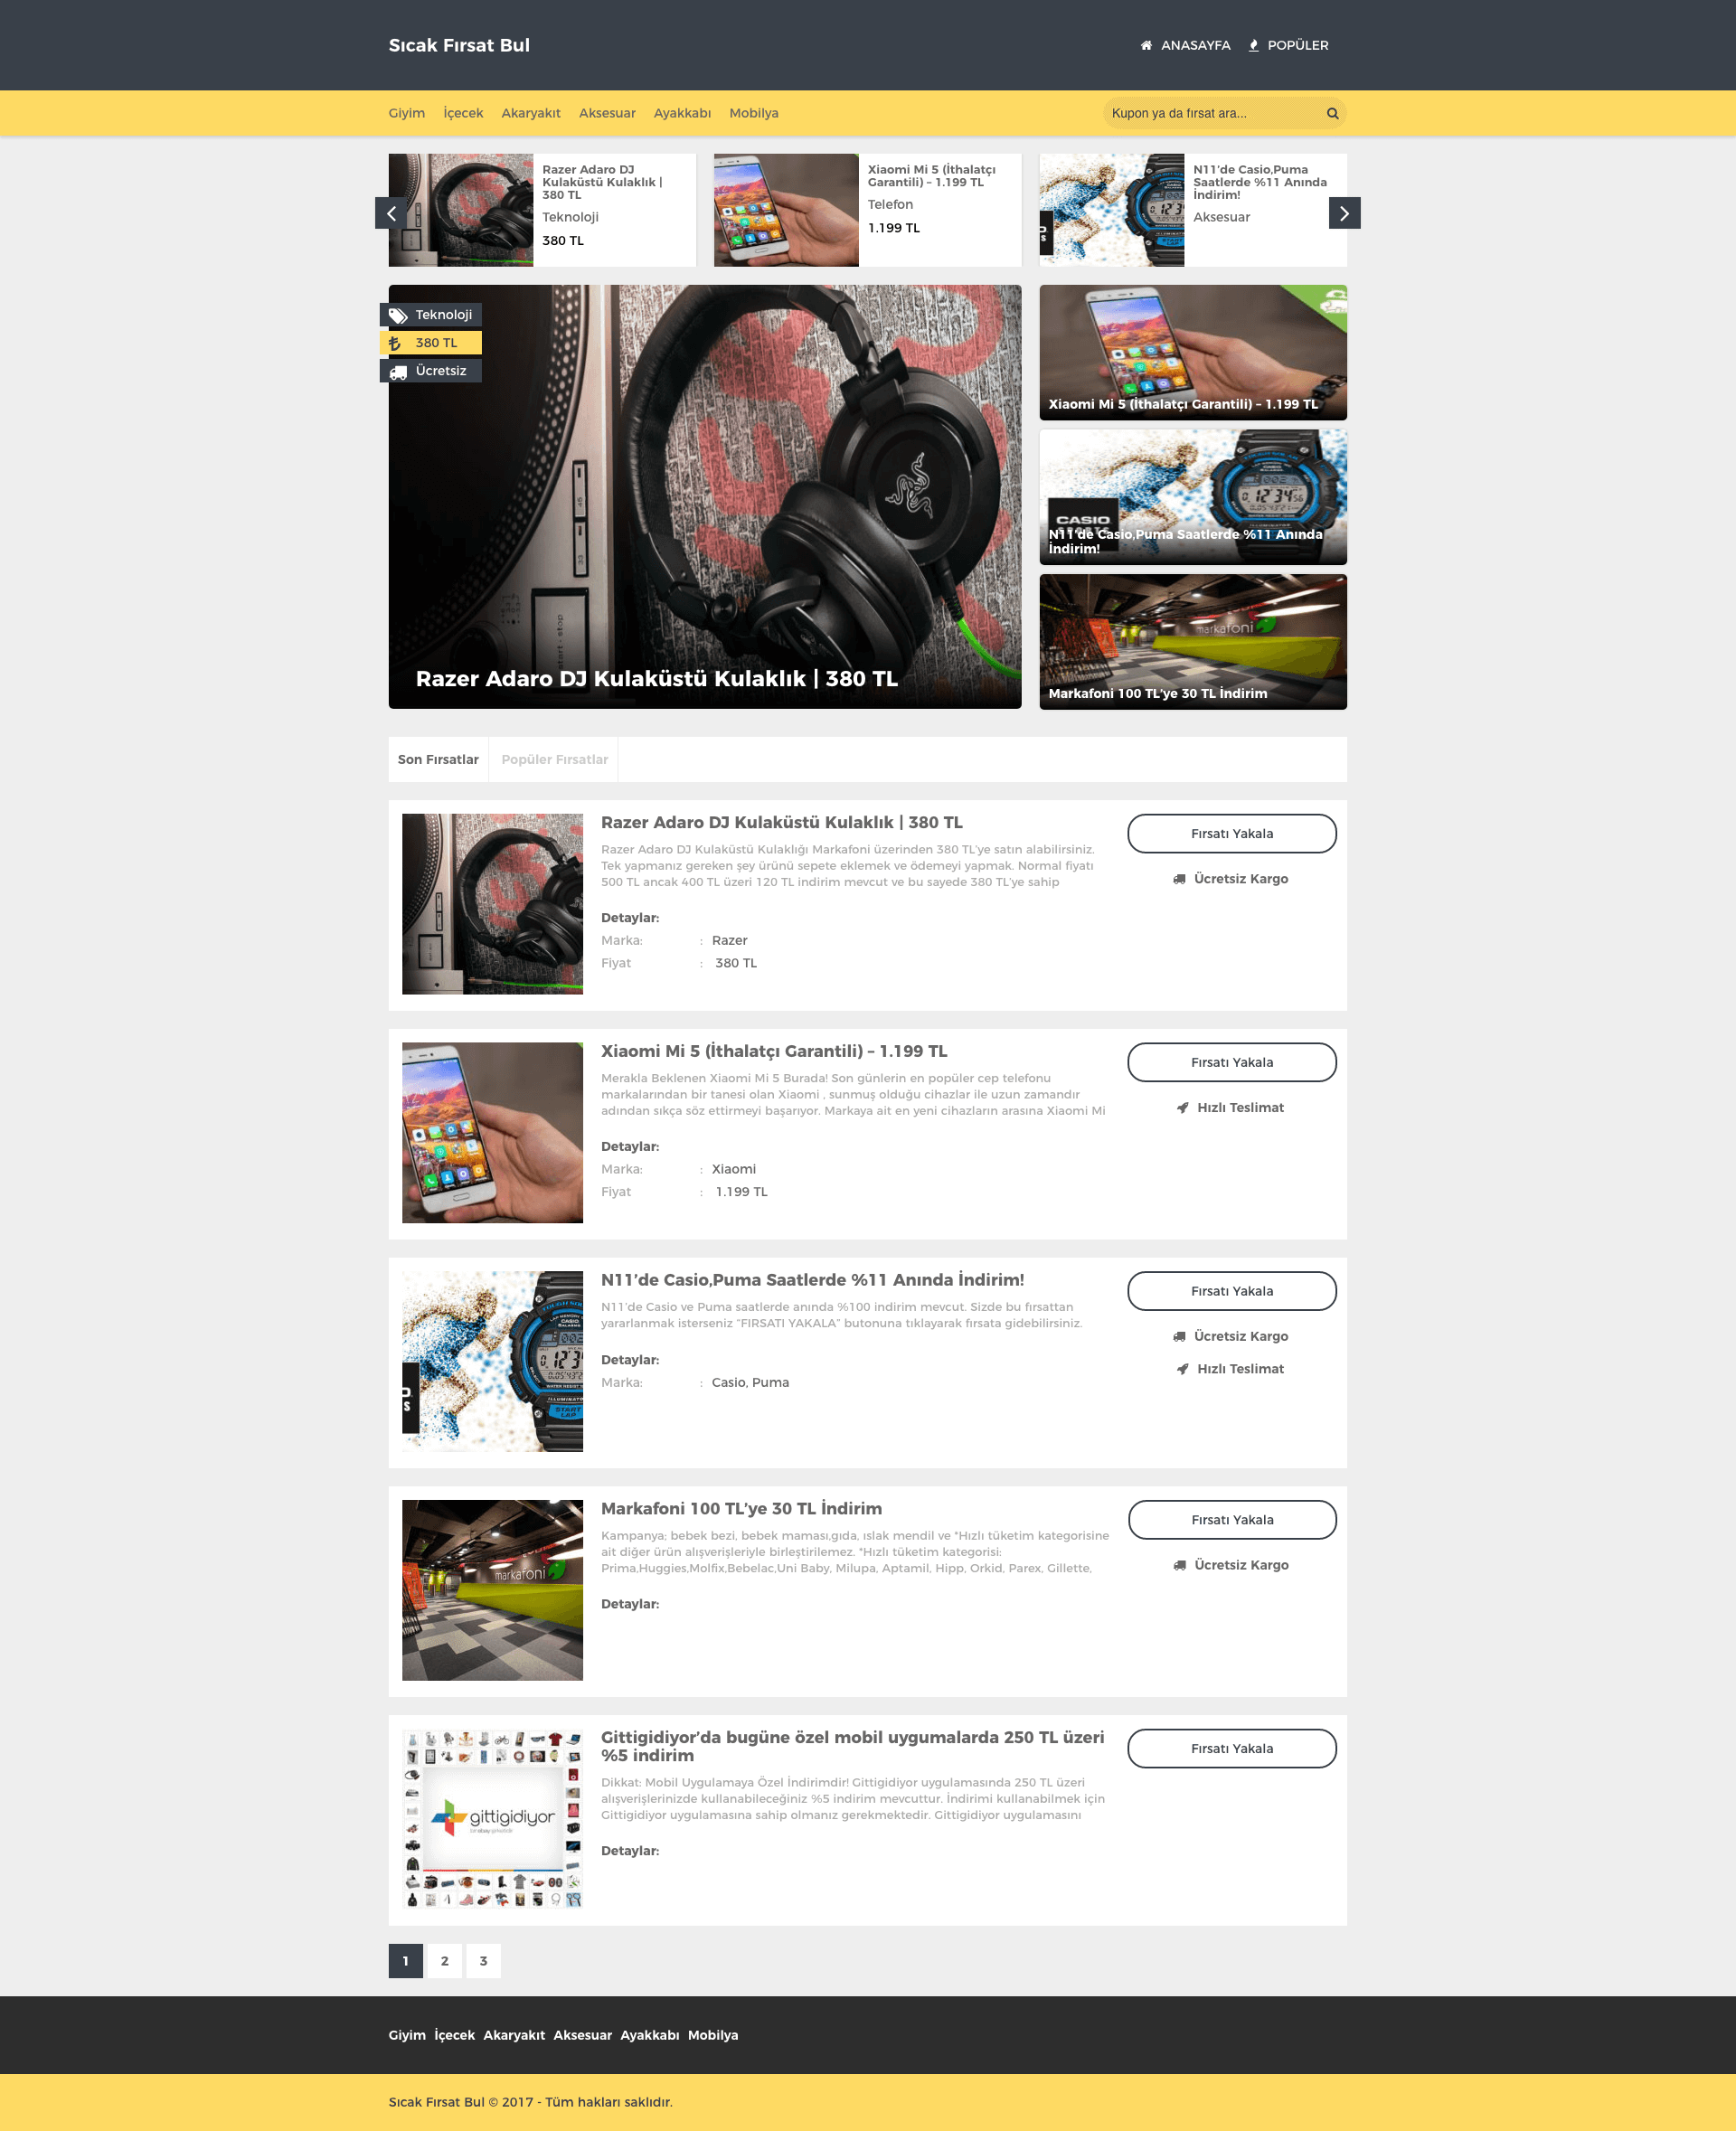 Sıcak Fırsat Bul
ANASAYFA POPÜLER
Giyim İçecek Akaryakıt Aksesuar Ayakkabı Mobilya
Kupon ya da fırsat ara...
Razer Adaro DJ
Kulaküstü Kulaklık |
380 TL
Teknoloji
380 TL
Xiaomi Mi 5 (İthalatçı
Garantili) – 1.199 TL
Telefon
1.199 TL
N11’de Casio,Puma
Saatlerde %11 Anında
İndirim!
Aksesuar
Teknoloji
380 TL
Ücretsiz
Razer Adaro DJ Kulaküstü Kulaklık | 380 TL
Xiaomi Mi 5 (İthalatçı Garantili) – 1.199 TL
CASIO
N11’de Casio,Puma Saatlerde %11 Anında
İndirim!
markafoni
Markafoni 100 TL’ye 30 TL İndirim
Son Fırsatlar
Popüler Fırsatlar
Razer Adaro DJ Kulaküstü Kulaklık | 380 TL
Razer Adaro DJ Kulaküstü Kulaklığı Markafoni üzerinden 380 TL’ye satın alabilirsiniz.
Tek yapmanız gereken şey ürünü sepete eklemek ve ödemeyi yapmak. Normal fiyatı
500 TL ancak 400 TL üzeri 120 TL indirim mevcut ve bu sayede 380 TL’ye sahip
Detaylar:
Marka: : Razer
Fiyat : 380 TL
Fırsatı Yakala
Ücretsiz Kargo
Xiaomi Mi 5 (İthalatçı Garantili) – 1.199 TL
Merakla Beklenen Xiaomi Mi 5 Burada! Son günlerin en popüler cep telefonu
markalarından bir tanesi olan Xiaomi , sunmuş olduğu cihazlar ile uzun zamandır
adından sıkça söz ettirmeyi başarıyor. Markaya ait en yeni cihazların arasına Xiaomi Mi
Detaylar:
Marka: : Xiaomi
Fiyat : 1.199 TL
Fırsatı Yakala
Hızlı Teslimat
N11’de Casio,Puma Saatlerde %11 Anında İndirim!
N11’de Casio ve Puma saatlerde anında %100 indirim mevcut. Sizde bu fırsattan
yararlanmak isterseniz “FIRSATI YAKALA” butonuna tıklayarak fırsata gidebilirsiniz.
Detaylar:
Marka: : Casio, Puma
Fırsatı Yakala
Ücretsiz Kargo
Hızlı Teslimat
markafoni
Markafoni 100 TL’ye 30 TL İndirim
Kampanya; bebek bezi, bebek maması,gıda, ıslak mendil ve *Hızlı tüketim kategorisine
ait diğer ürün alışverişleriyle birleştirilemez. *Hızlı tüketim kategorisi:
Prima,Huggies,Molfix,Bebelac,Uni Baby, Milupa, Aptamil, Hipp, Orkid, Parex, Gillette,
Detaylar:
Fırsatı Yakala
Ücretsiz Kargo
gittigidiyor
Gittigidiyor’da bugüne özel mobil uygumalarda 250 TL üzeri
%5 indirim
Dikkat: Mobil Uygulamaya Özel İndirimdir! Gittigidiyor uygulamasında 250 TL üzeri
alışverişlerinizde kullanabileceğiniz %5 indirim mevcuttur. İndirimi kullanabilmek için
Gittigidiyor uygulamasına sahip olmanız gerekmektedir. Gittigidiyor uygulamasını
Detaylar:
Fırsatı Yakala
1 2 3
Giyim İçecek Akaryakıt Aksesuar Ayakkabı Mobilya
Sıcak Fırsat Bul © 2017 - Tüm hakları saklıdır.